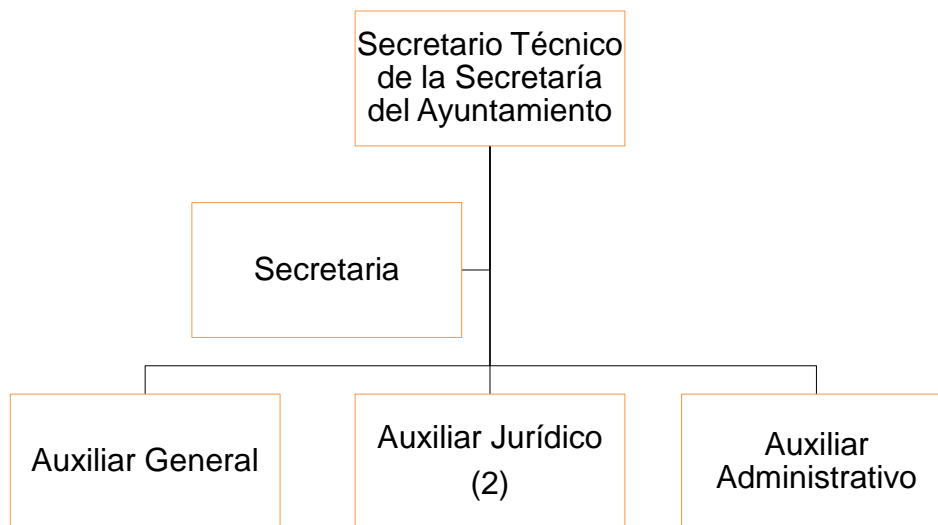 Secretario Técnico
de la Secretaría
del Ayuntamiento
Secretaria
Auxiliar General
Auxiliar Jurídico
(2)
Auxiliar
Administrativo